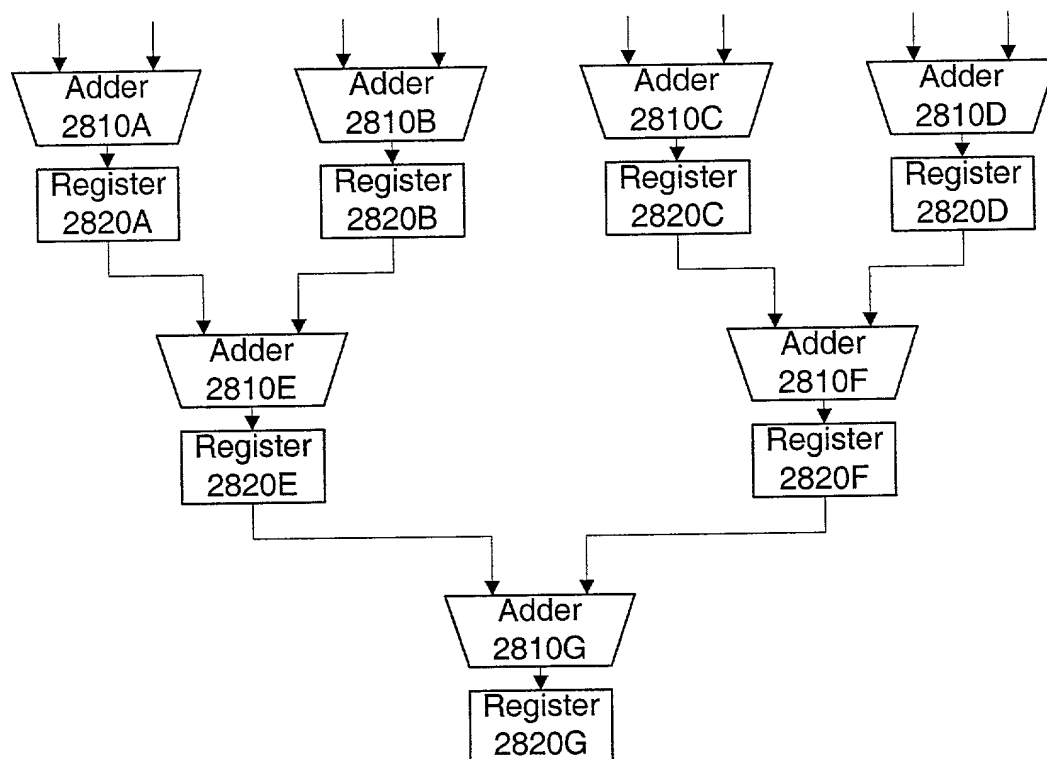 Adder
2810A
Adder
2810B
Adder
2810C
Adder
2810D
Register
2820A
Register
2820B
Register
2820C
Register
2820D
Adder
2810E
Adder
2810F
Register
2820E
Register
2820F
Adder
2810G
Register
2820G